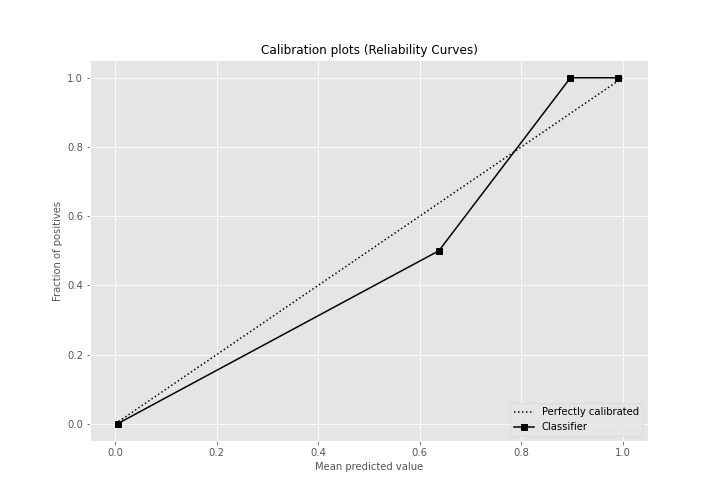 Calibration plots (Reliability Curves)
1.0
0.8
0.6
0.4
0.2
0.0
Fraction of positives
Perfectly calibrated
Classifier
0.0 0.2 0.4 0.6 0.8 1.0
Mean predicted value